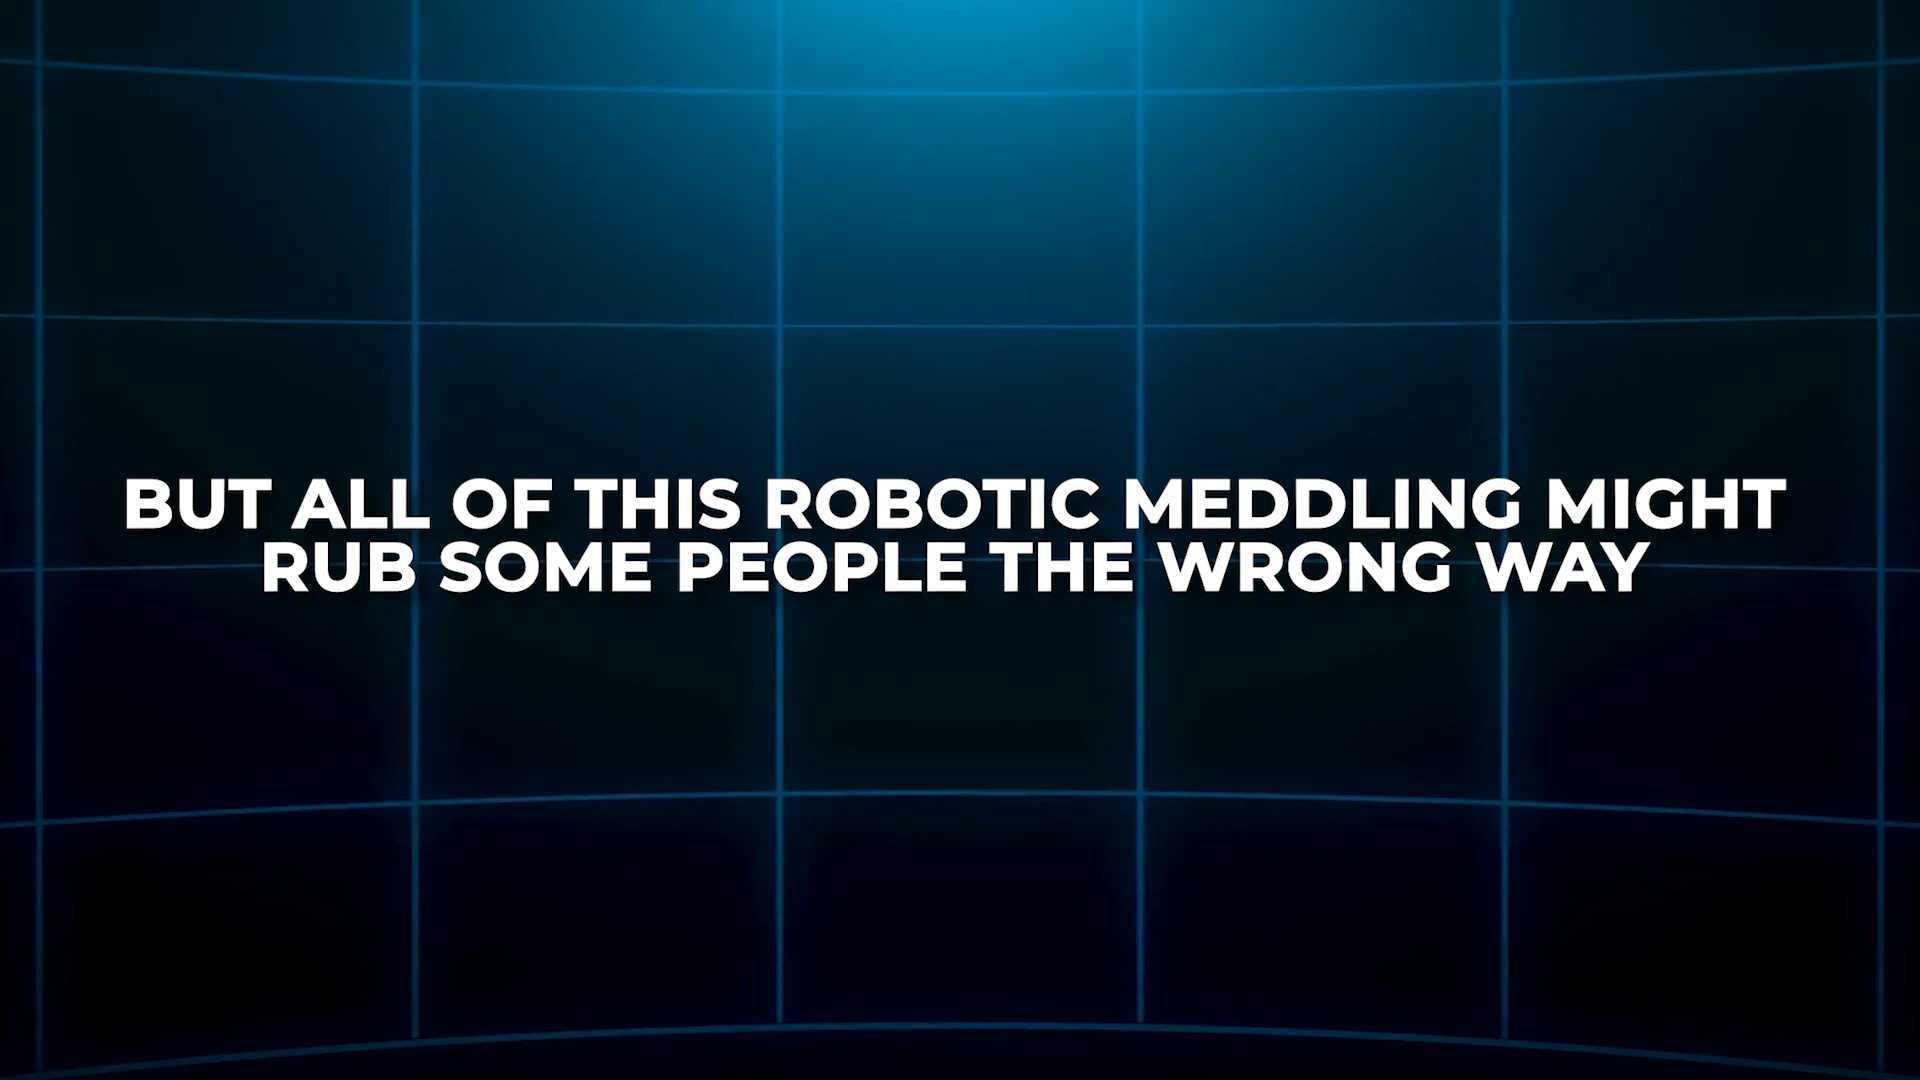 BUT ALL OF THIS ROBOTIC MEDDLING MIGHT
RUB SOME PEOPLE THE WRONG WAY